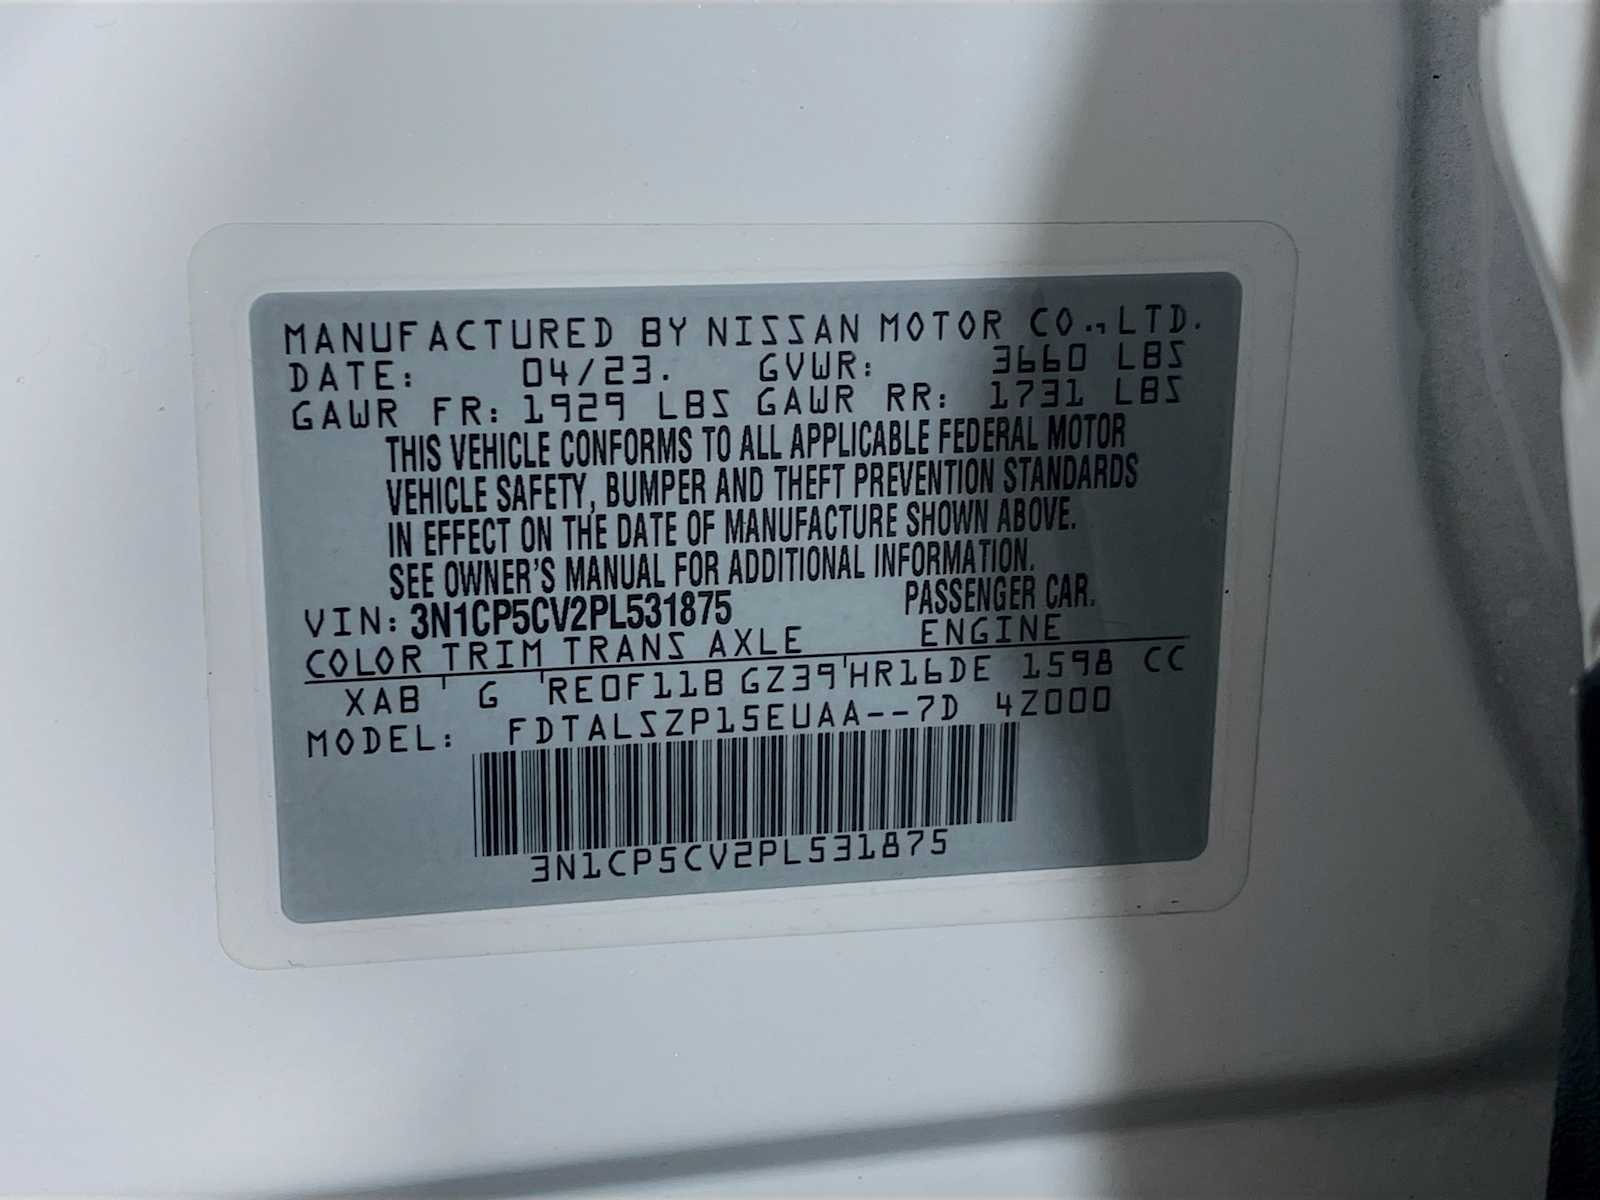 MANUFACTURED BY NISSAN MOTOR CO., LTD.
DATE: 04/23. GVWR: 3660 LBS
GAWR FR: 1929 LBS GAWR RR: 1731 LBS
THIS VEHICLE CONFORMS TO ALL APPLICABLE FEDERAL MOTOR
VEHICLE SAFETY, BUMPER AND THEFT PREVENTION STANDARDS
IN EFFECT ON THE DATE OF MANUFACTURE SHOWN ABOVE.
SEE OWNER'S MANUAL FOR ADDITIONAL INFORMATION.
VIN: 3N1CP5CV2PL531875 PASSENGER CAR.
COLOR TRIM TRANS AXLE ENGINE
XAB ' G 'RE0F11B GZ39'HR16DE 1598 CC
MODEL: FDTALSZP15EUAA--7D 4Z000
3N1CP5CV2PL531875